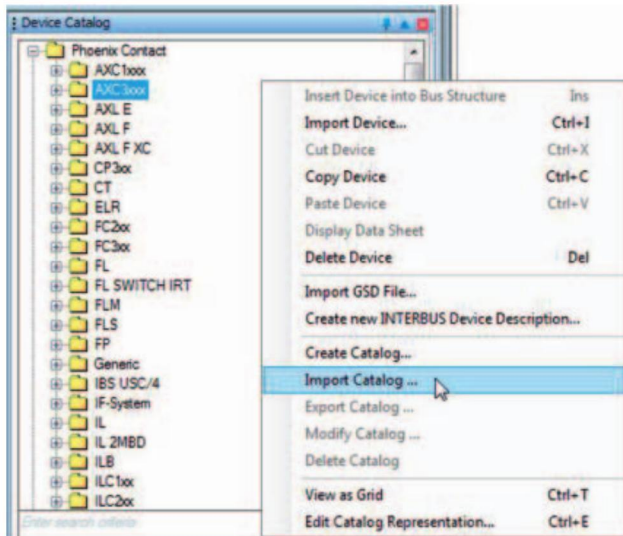 Device Catalog
Phoenix Contact
AXC1xxx
AXC3xxx
AXL E
AXL F
AXL F XC
CP3xx
CT
ELR
FC2xx
FC3xx
FL
FL SWITCH IRT
FLM
FLS
FP
Generic
IBS USC/4
IF-System
IL
IL 2MBD
ILB
ILC1xx
ILC2xx
Enter search criteria
Insert Device into Bus Structure Ins
Import Device... Ctrl+I
Cut Device Ctrl+X
Copy Device Ctrl+C
Paste Device Ctrl+V
Display Data Sheet
Delete Device Del
Import GSD File...
Create new INTERBUS Device Description...
Create Catalog...
Import Catalog ...
Export Catalog ...
Modify Catalog ...
Delete Catalog
View as Grid Ctrl+T
Edit Catalog Representation... Ctrl+E